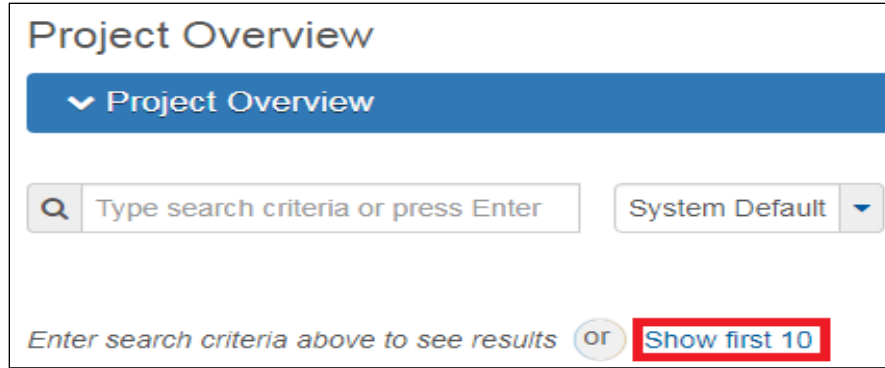 Project Overview
Project Overview
Type search criteria or press Enter System Default
Enter search criteria above to see results or Show first 10